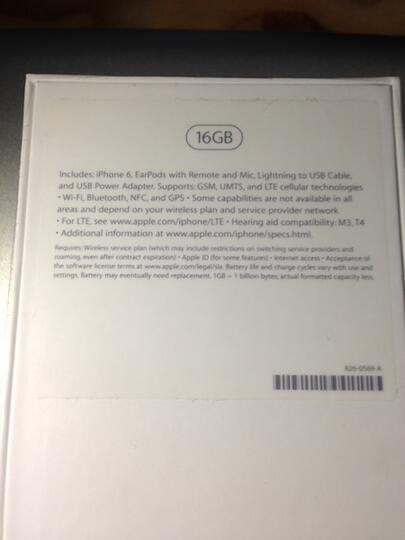 16GB
Includes: iPhone 6, EarPods with Remote and Mic, Lightning to USB Cable,
and USB Power Adapter. Supports: GSM, UMTS, and LTE cellular technologies
• Wi-Fi, Bluetooth, NFC, and GPS • Some capabilities are not available in all
areas and depend on your wireless plan and service provider network.
• For LTE, see www.apple.com/iphone/LTE • Hearing aid compatibility: M3, T4
• Additional information at www.apple.com/iphone/specs.html.
Requires: Wireless service plan (which may include restrictions on switching service providers and
roaming, even after contract expiration) • Apple ID (for some features) • Internet access • Acceptance of
the software license terms at www.apple.com/legal/sla. Battery life and charge cycles vary with use and
settings. Battery may eventually need replacement. 1GB = 1 billion bytes; actual formatted capacity less.
826-0569-A